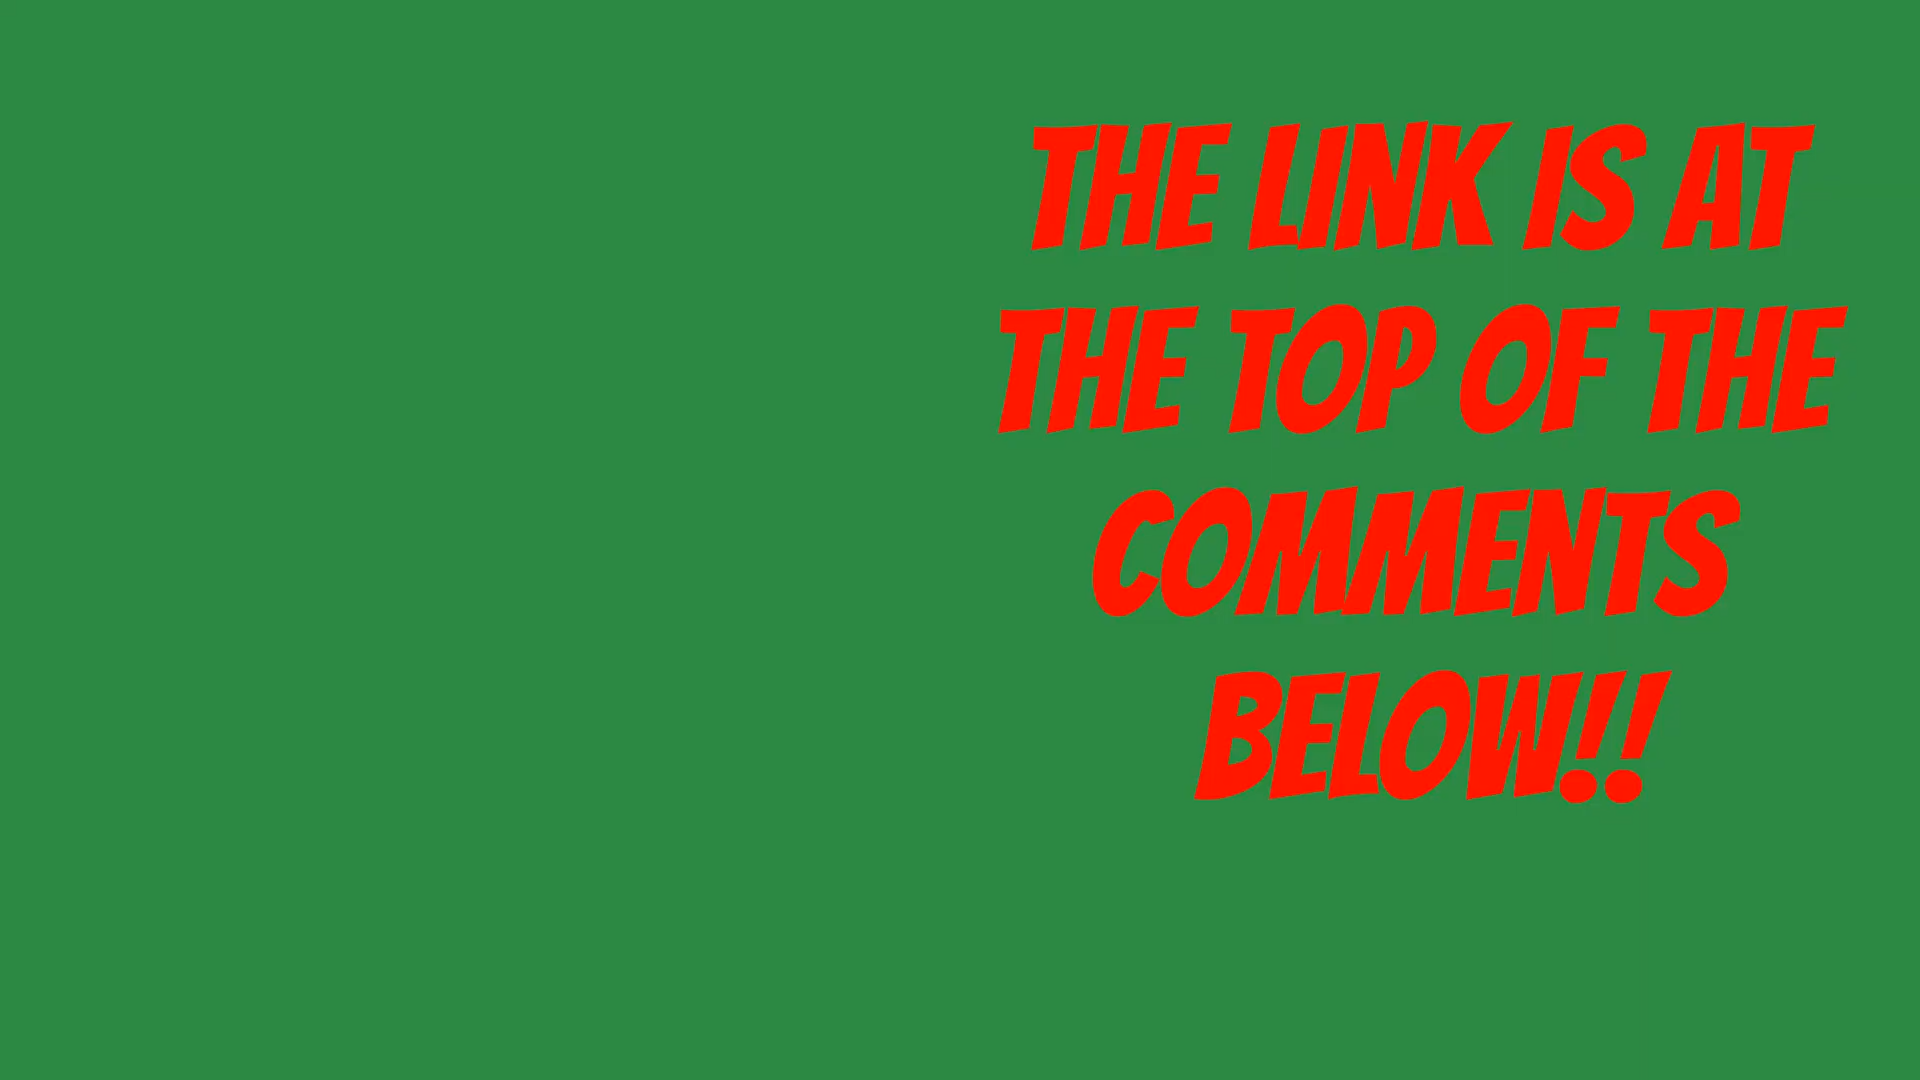 THE LINK IS AT
THE TOP OF THE
COMMENTS
BELOW!!